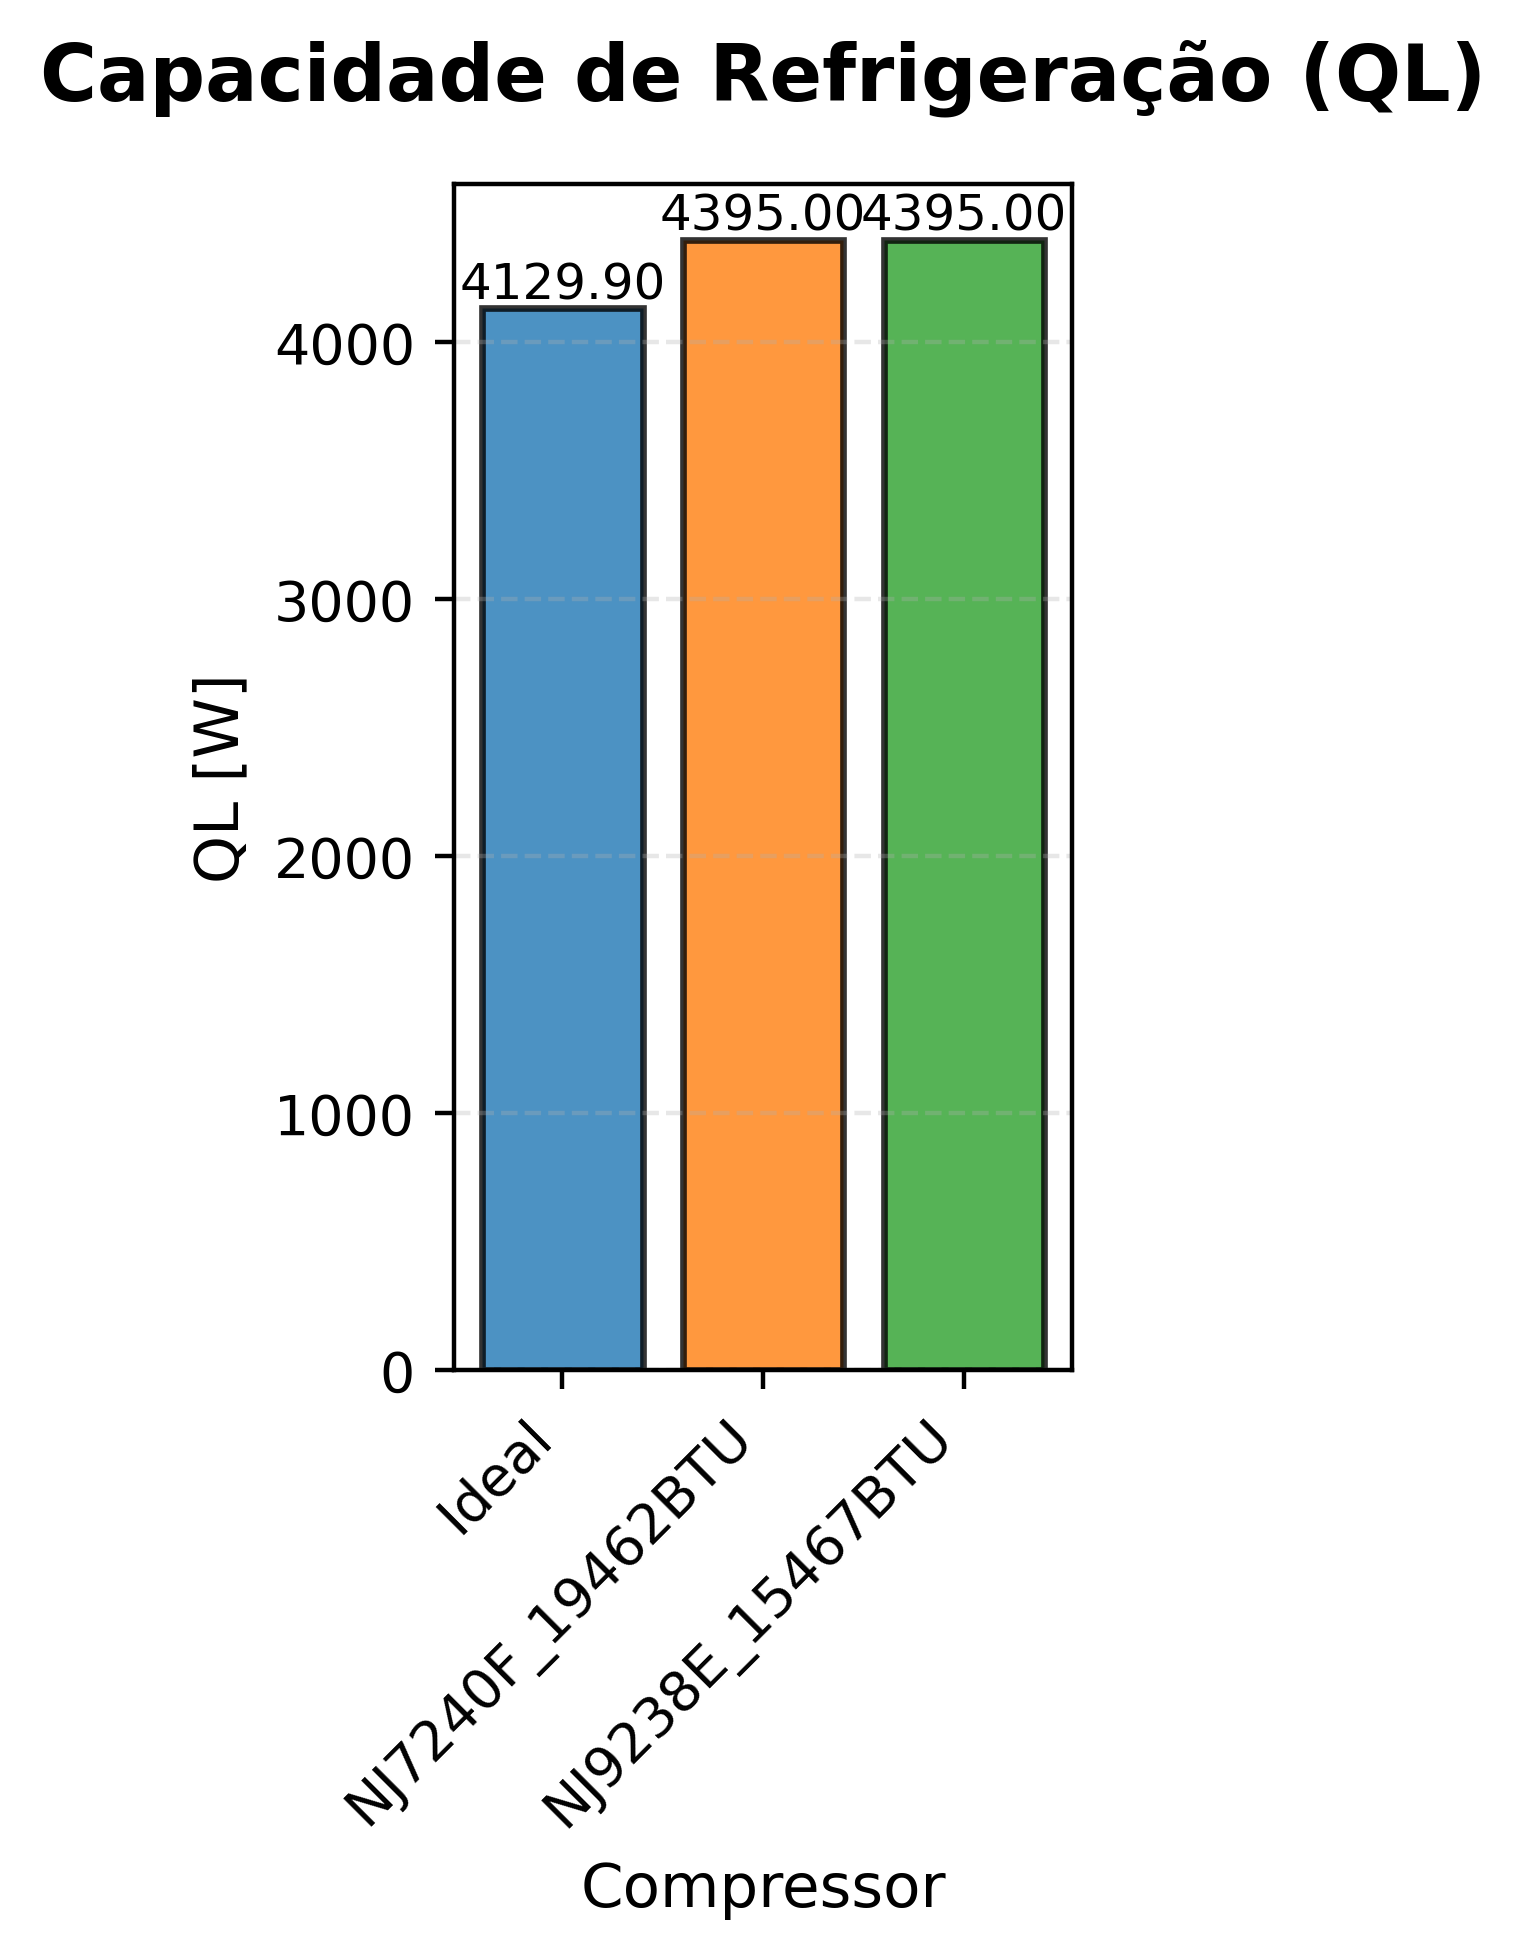 Capacidade de Refrigeração (QL)
4395.00 4395.00
4129.90
4000
3000
2000
1000
0
QL [W]
Ideal
NJ7240F_19462BTU
NJ9238E_15467BTU
Compressor